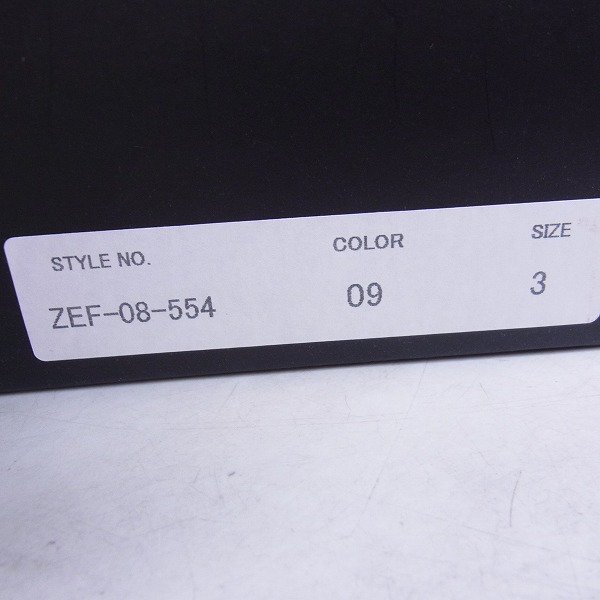 STYLE NO. COLOR SIZE
ZEF-08-554 09 3